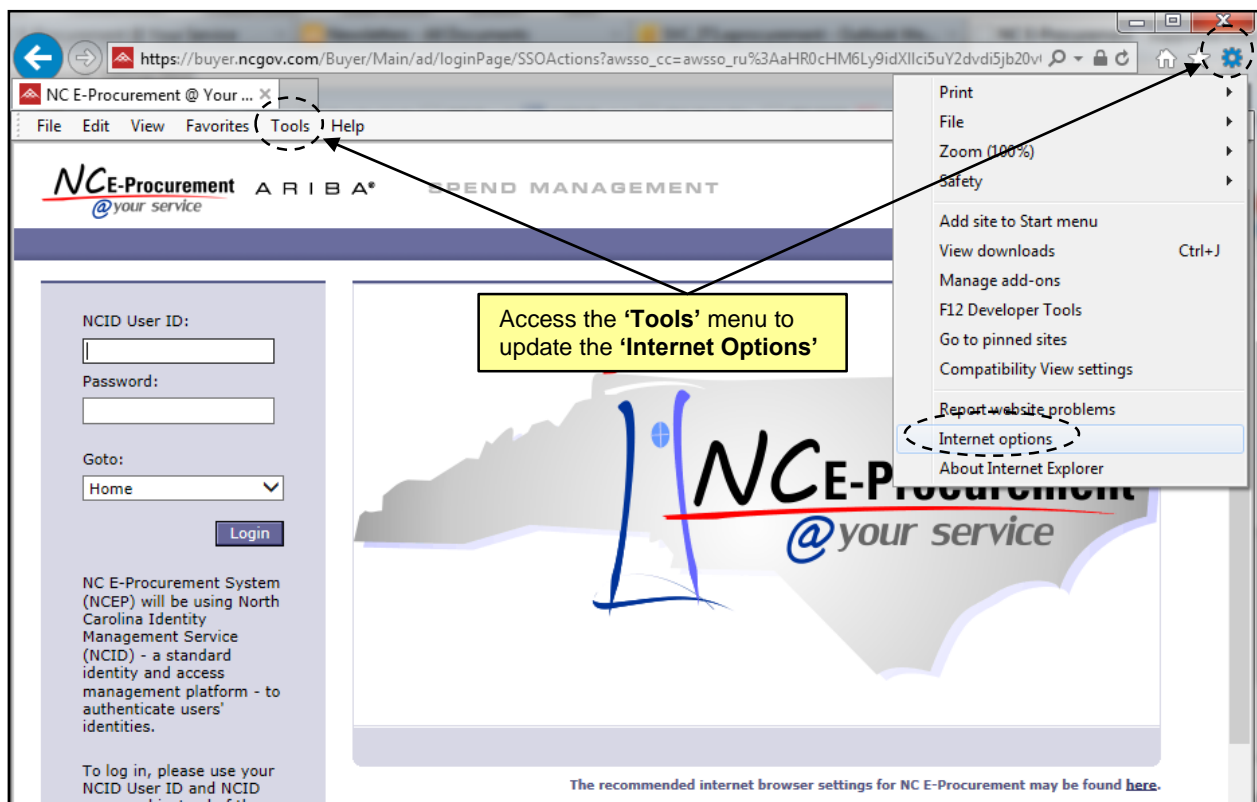 https://buyer.ncgov.com/Buyer/Main/ad/loginPage/SSOActions?awsso_cc=awsso_ru%3AaHR0cHM6Ly9idXllci5uY2dvdi5jb20v
NC E-Procurement @ Your ...
File Edit View Favorites Tools Help
NCE-Procurement
@your service
ARIBA® SPEND MANAGEMENT
Print
File
Zoom (100%)
Safety
Add site to Start menu
View downloads Ctrl+J
Manage add-ons
F12 Developer Tools
Go to pinned sites
Compatibility View settings
Report website problems
Internet options
About Internet Explorer
Access the ‘Tools’ menu to
update the ‘Internet Options’
NCID User ID:
Password:
Goto:
Home
Login
NC E-Procurement System
(NCEP) will be using North
Carolina Identity
Management Service
(NCID) - a standard
identity and access
management platform - to
authenticate users'
identities.
To log in, please use your
NCID User ID and NCID
NCE-Procurement
@your service
The recommended internet browser settings for NC E-Procurement may be found here.